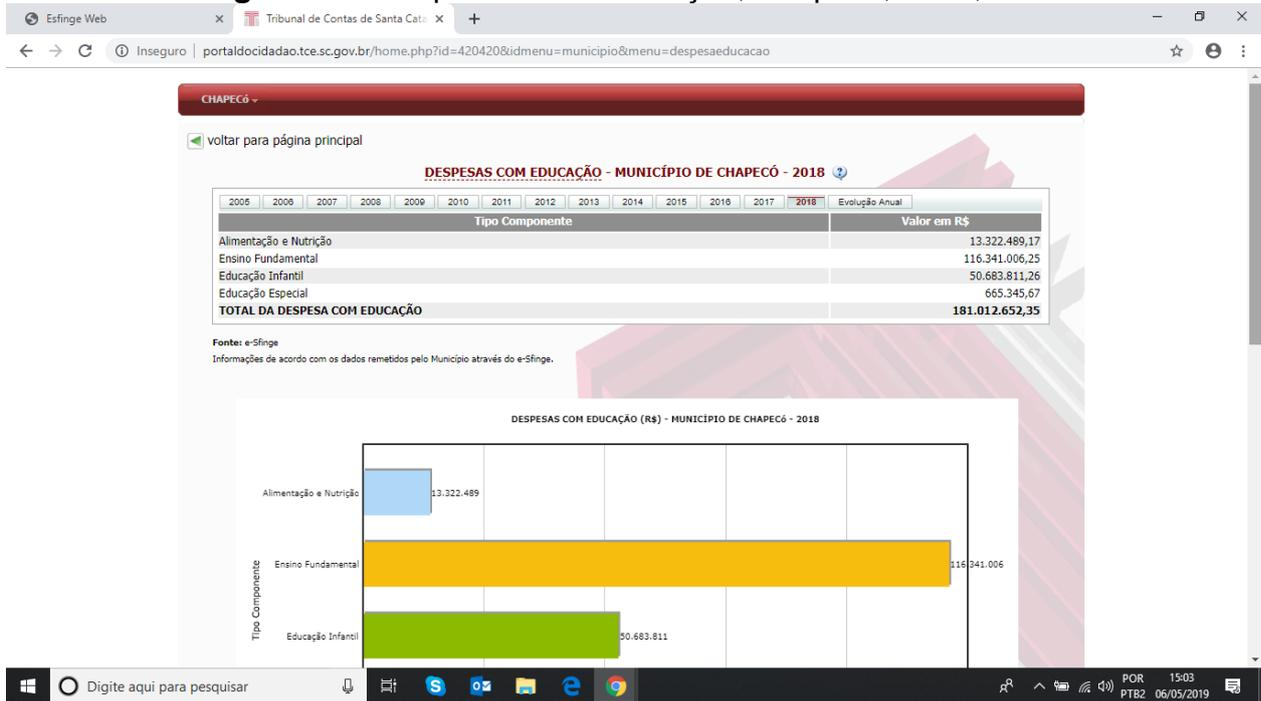 Esfinge Web
Tribunal de Contas de Santa Cata
Inseguro | portaldocidadao.tce.sc.gov.br/home.php?id=420420&idmenu=municipio&menu=despesaeducacao
CHAPECó
voltar para página principal
DESPESAS COM EDUCAÇÃO - MUNICÍPIO DE CHAPECÓ - 2018
2005 2006 2007 2008 2009 2010 2011 2012 2013 2014 2015 2016 2017 2018 Evolução Anual
Tipo Componente Valor em R$
Alimentação e Nutrição 13.322.489,17
Ensino Fundamental 116.341.006,25
Educação Infantil 50.683.811,26
Educação Especial 665.345,67
TOTAL DA DESPESA COM EDUCAÇÃO 181.012.652,35
Fonte: e-Sfinge
Informações de acordo com os dados remetidos pelo Município através do e-Sfinge.
DESPESAS COM EDUCAÇÃO (R$) - MUNICÍPIO DE CHAPECó - 2018
Alimentação e Nutrição 13.322.489
Ensino Fundamental 116.341.006
Tipo Componente
Educação Infantil 50.683.811
Digite aqui para pesquisar
POR 15:03
PTB2 06/05/2019